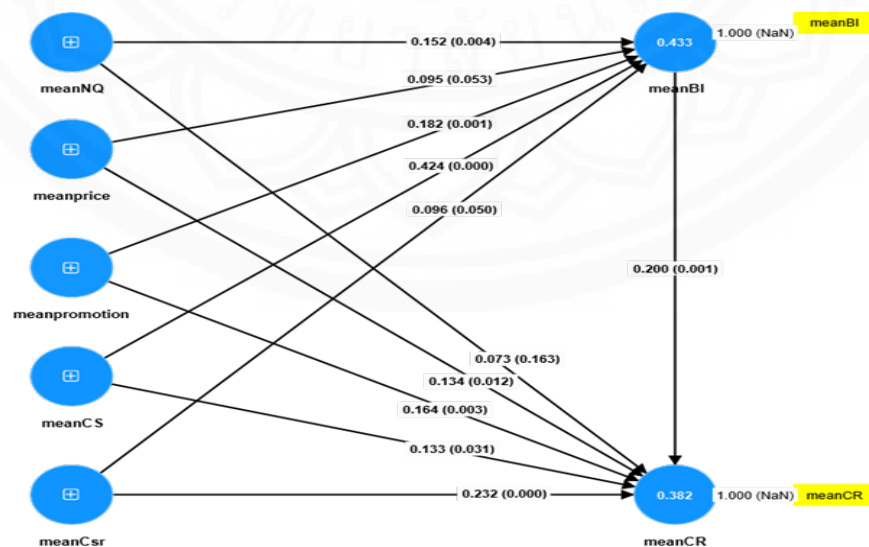 meanBI
1.000 (NaN)
0.433
0.152 (0.004)
meanNQ
meanBI
0.095 (0.053)
0.182 (0.001)
0.424 (0.000)
meanprice
0.096 (0.050)
0.200 (0.001)
meanpromotion
0.073 (0.163)
0.134 (0.012)
0.164 (0.003)
meanCS
0.133 (0.031)
0.232 (0.000)
0.382
1.000 (NaN)
meanCR
meanCsr
meanCR